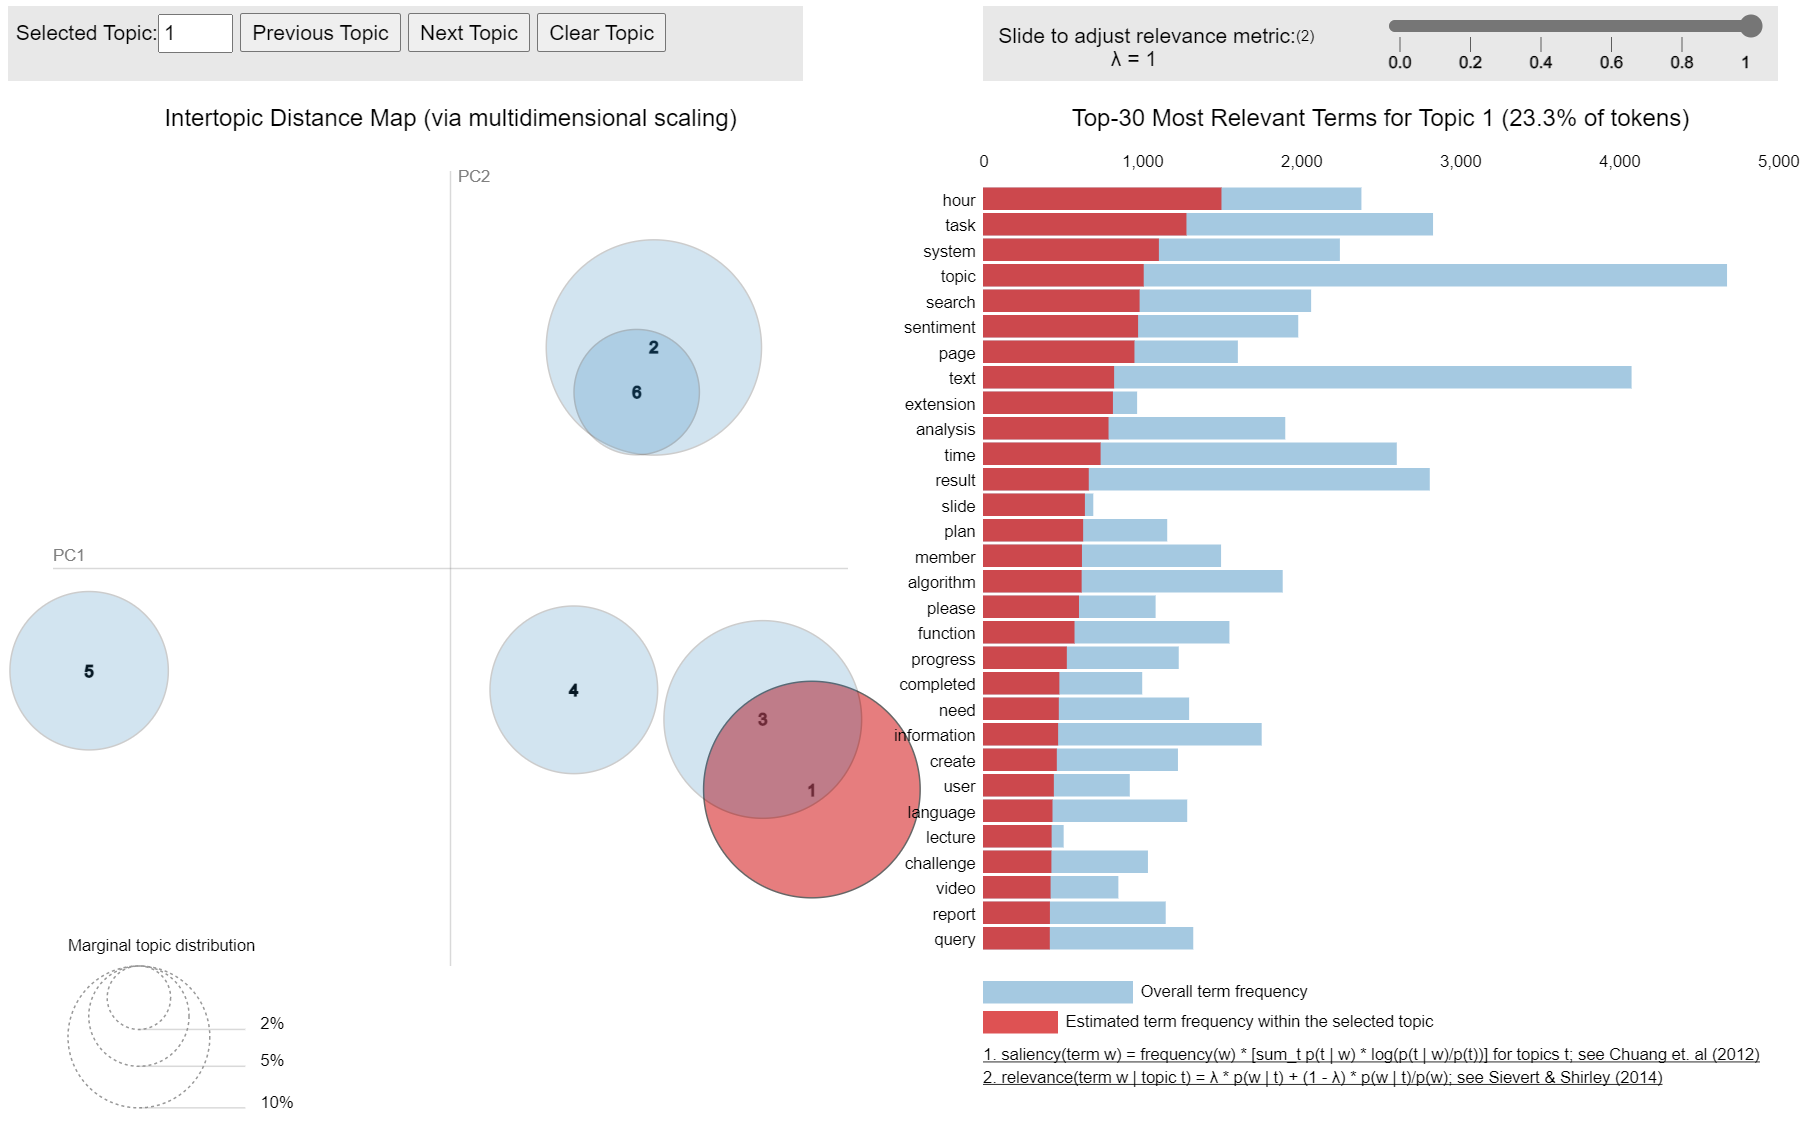 Selected Topic: 1 Previous Topic Next Topic Clear Topic
Slide to adjust relevance metric:(2)
λ = 1
0.0 0.2 0.4 0.6 0.8 1
Intertopic Distance Map (via multidimensional scaling)
PC2
PC1
2
6
5
4
3
1
Marginal topic distribution
2%
5%
10%
Top-30 Most Relevant Terms for Topic 1 (23.3% of tokens)
0 1,000 2,000 3,000 4,000 5,000
hour
task
system
topic
search
sentiment
page
text
extension
analysis
time
result
slide
plan
member
algorithm
please
function
progress
completed
need
information
create
user
language
lecture
challenge
video
report
query
Overall term frequency
Estimated term frequency within the selected topic
1. saliency(term w) = frequency(w) * [sum_t p(t | w) * log(p(t | w)/p(t))] for topics t; see Chuang et. al (2012)
2. relevance(term w | topic t) = λ * p(w | t) + (1 - λ) * p(w | t)/p(w); see Sievert & Shirley (2014)